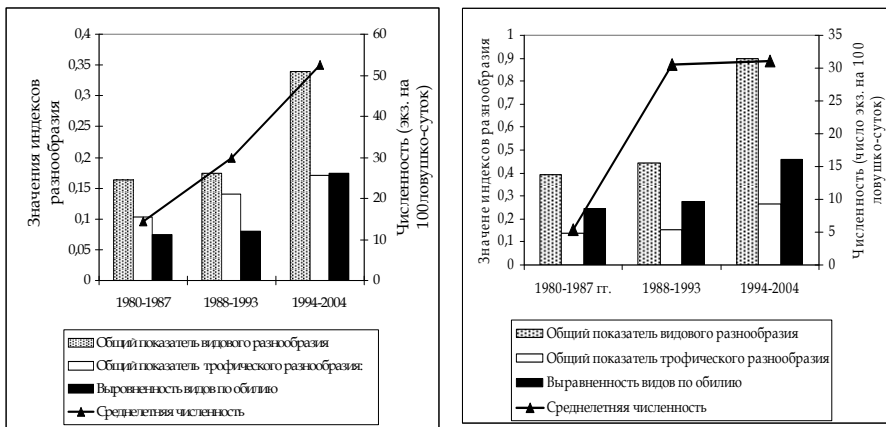 Значения индексов
разнообразия
0,4
0,35
0,3
0,25
0,2
0,15
0,1
0,05
0
60
50
40
30
20
10
0
Численность (экз. на
100ловушко-суток)
1980-1987
1988-1993
1994-2004
Общий показатель видового разнообразия
Общий показатель трофического разнообразия:
Выровненность видов по обилию
Среднелетняя численность
Значене индексов разнообразия
1
0,9
0,8
0,7
0,6
0,5
0,4
0,3
0,2
0,1
0
35
30
25
20
15
10
5
0
Численность (число экз. на 100
ловушко-суток)
1980-1987 гг.
1988-1993
1994-2004
Общий показатель видового разнообразия
Общий показатель трофического разнообразия
Выравненность видов по обилию
Среднелетняя численность